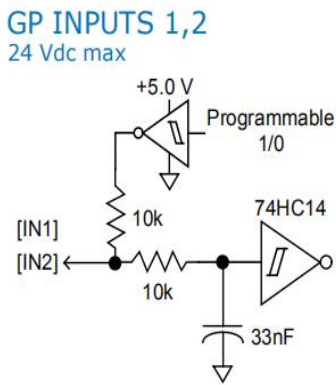 GP INPUTS 1,2
24 Vdc max
+5.0 V
Programmable
1/0
10k
74HC14
[IN1]
[IN2]
10k
33nF